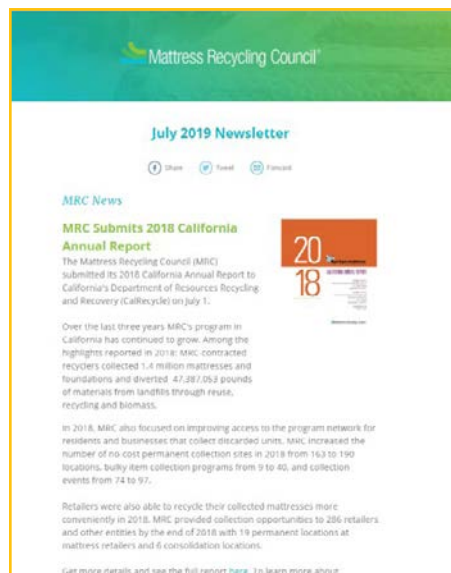 Mattress Recycling Council®
July 2019 Newsletter
Share Tweet Forward
MRC News
MRC Submits 2018 California
Annual Report
The Mattress Recycling Council (MRC)
submitted its 2018 California Annual Report to
California's Department of Resources Recycling
and Recovery (CalRecycle) on July 1.
Over the last three years MRC's program in
California has continued to grow. Among the
highlights reported in 2018: MRC-contracted
recyclers collected 1.4 million mattresses and
foundations and diverted 47,387,053 pounds
of materials from landfills through reuse,
recycling and biomass.
20
18
In 2018, MRC also focused on improving access to the program network for
residents and businesses that collect discarded units. MRC increased the
number of no-cost permanent collection sites in 2018 from 163 to 190
locations, bulky item collection programs from 9 to 40, and collection
events from 74 to 97.
Retailers were also able to recycle their collected mattresses more
conveniently in 2018. MRC provided collection opportunities to 286 retailers
and other entities by the end of 2018 with 19 permanent locations at
mattress retailers and 6 consolidation locations.
Get more details and see the full report here. To learn more about